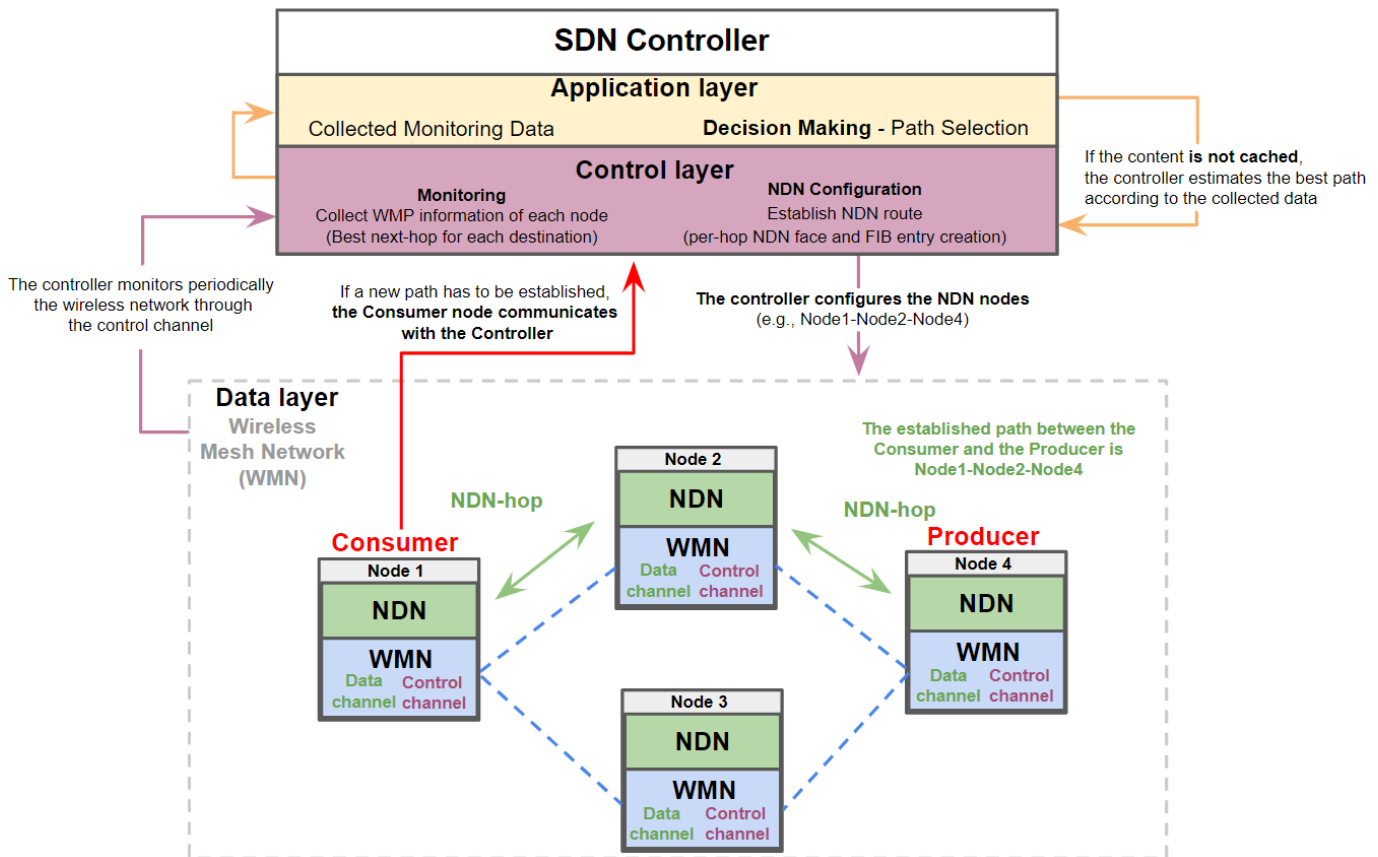 SDN Controller
Application layer
Collected Monitoring Data
Decision Making - Path Selection
Control layer
Monitoring
Collect WMP information of each node
(Best next-hop for each destination)
NDN Configuration
Establish NDN route
(per-hop NDN face and FIB entry creation)
If the content is not cached,
the controller estimates the best path
according to the collected data
The controller monitors periodically
the wireless network through
the control channel
If a new path has to be established,
the Consumer node communicates
with the Controller
The controller configures the NDN nodes
(e.g., Node1-Node2-Node4)
Data layer
Wireless
Mesh Network
(WMN)
The established path between the
Consumer and the Producer is
Node1-Node2-Node4
NDN-hop
NDN-hop
Consumer
Node 1
NDN
WMN
Data
channel
Control
channel
Node 2
NDN
WMN
Data
channel
Control
channel
Node 3
NDN
WMN
Data
channel
Control
channel
Producer
Node 4
NDN
WMN
Data
channel
Control
channel